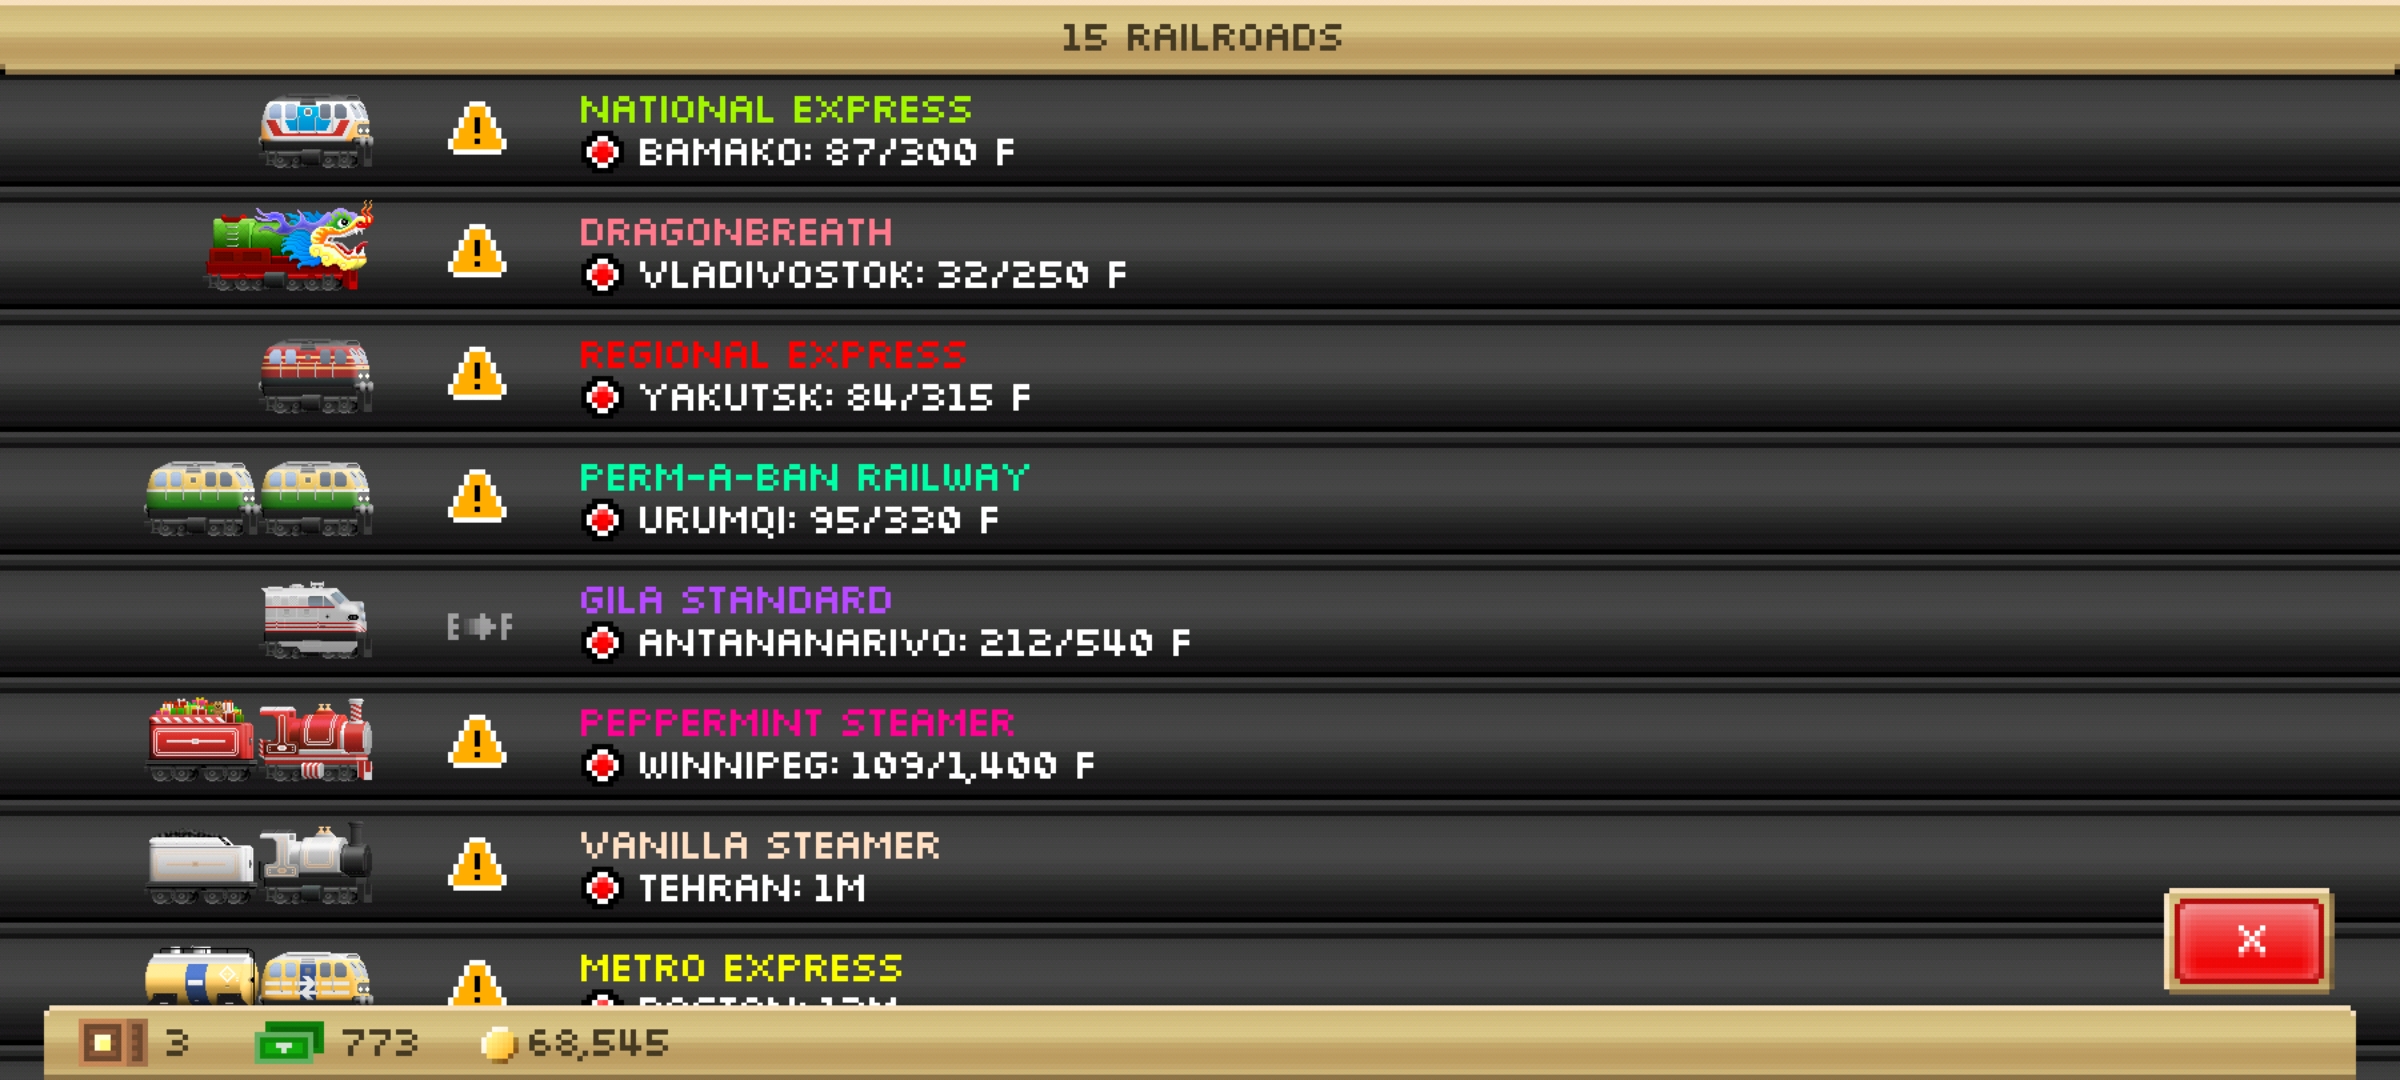 15 RAILROADS
NATIONAL EXPRESS
BAMAKO: 87/300 F
DRAGONBREATH
VLADIVOSTOK: 32/250 F
REGIONAL EXPRESS
YAKUTSK: 84/315 F
PERM-A-BAN RAILWAY
URUMQI: 95/330 F
E F
GILA STANDARD
ANTANANARIVO: 212/540 F
PEPPERMINT STEAMER
WINNIPEG: 109/1,400 F
VANILLA STEAMER
TEHRAN: 1M
METRO EXPRESS
X
3 773 68,545